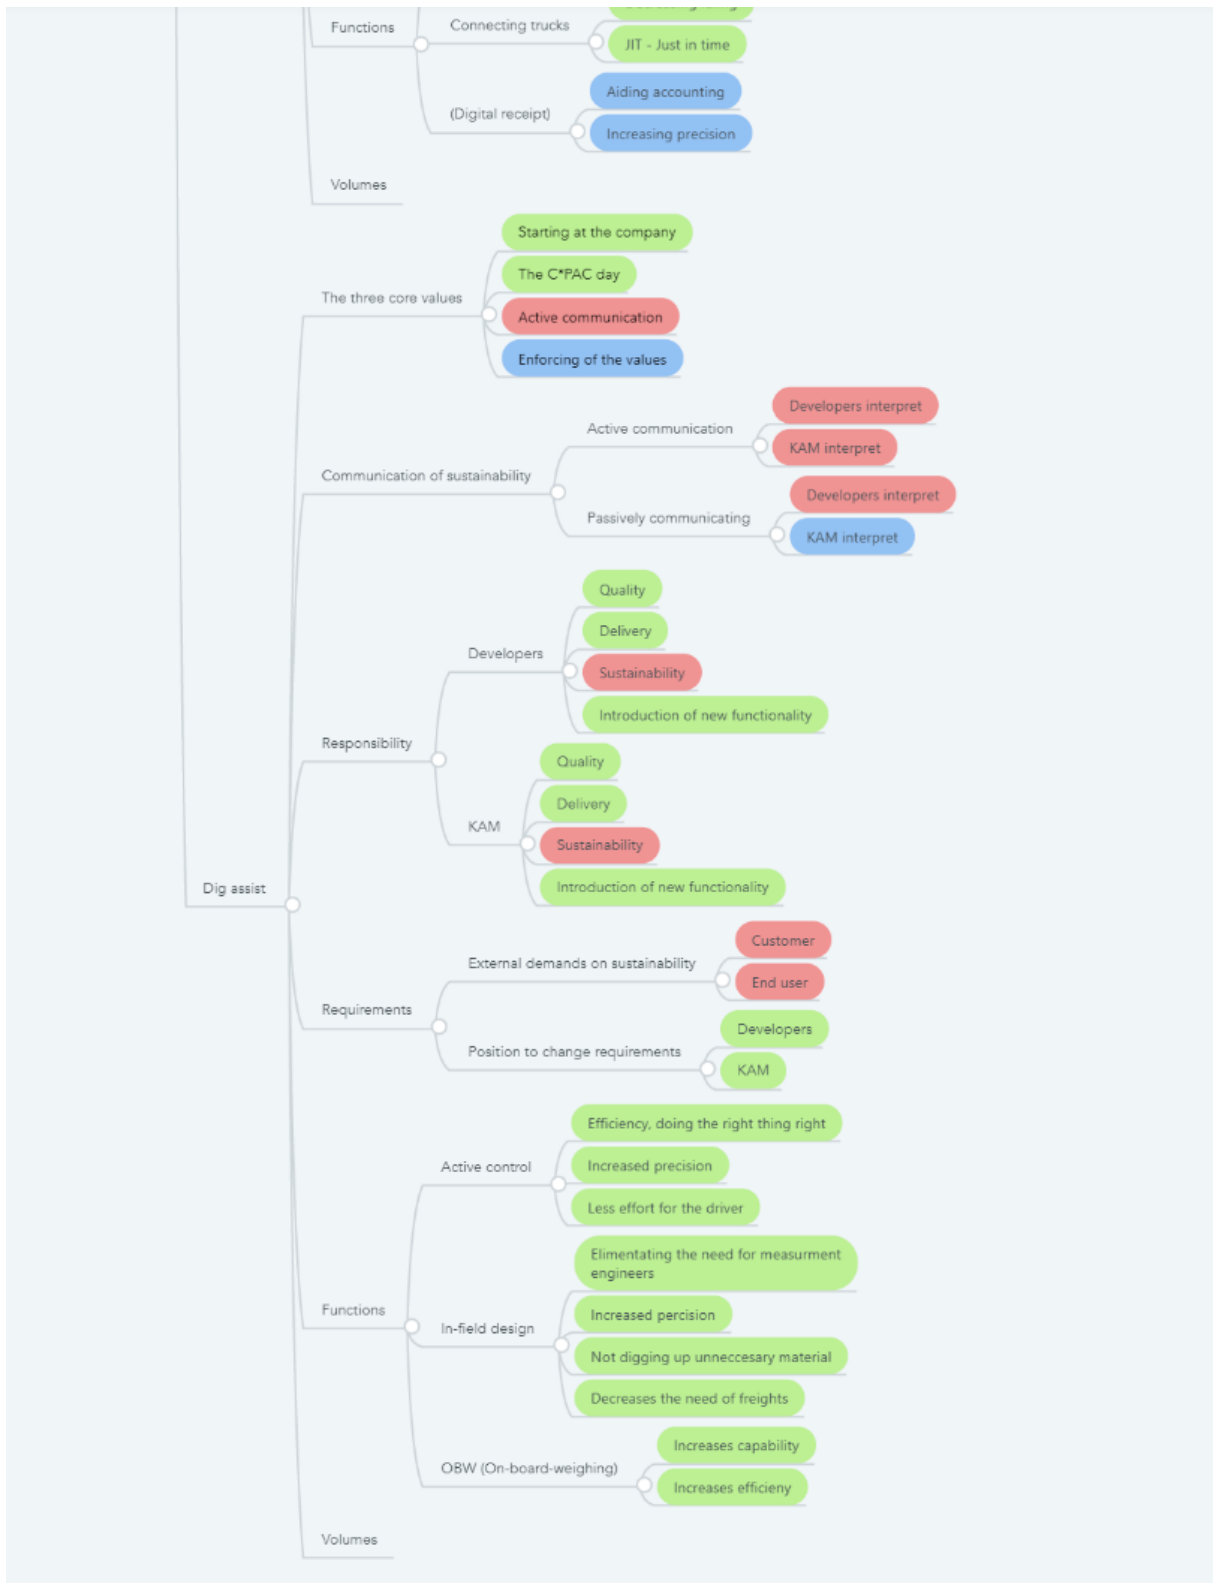 Functions
Connecting trucks
JIT - Just in time
(Digital receipt)
Aiding accounting
Increasing precision
Volumes
The three core values
Starting at the company
The C*PAC day
Active communication
Enforcing of the values
Communication of sustainability
Active communication
Developers interpret
KAM interpret
Passively communicating
Developers interpret
KAM interpret
Responsibility
Developers
Quality
Delivery
Sustainability
Introduction of new functionality
KAM
Quality
Delivery
Sustainability
Introduction of new functionality
Dig assist
Requirements
External demands on sustainability
Customer
End user
Position to change requirements
Developers
KAM
Functions
Active control
Efficiency, doing the right thing right
Increased precision
Less effort for the driver
In-field design
Elimentating the need for measurment
engineers
Increased percision
Not digging up unneccesary material
Decreases the need of freights
OBW (On-board-weighing)
Increases capability
Increases efficieny
Volumes